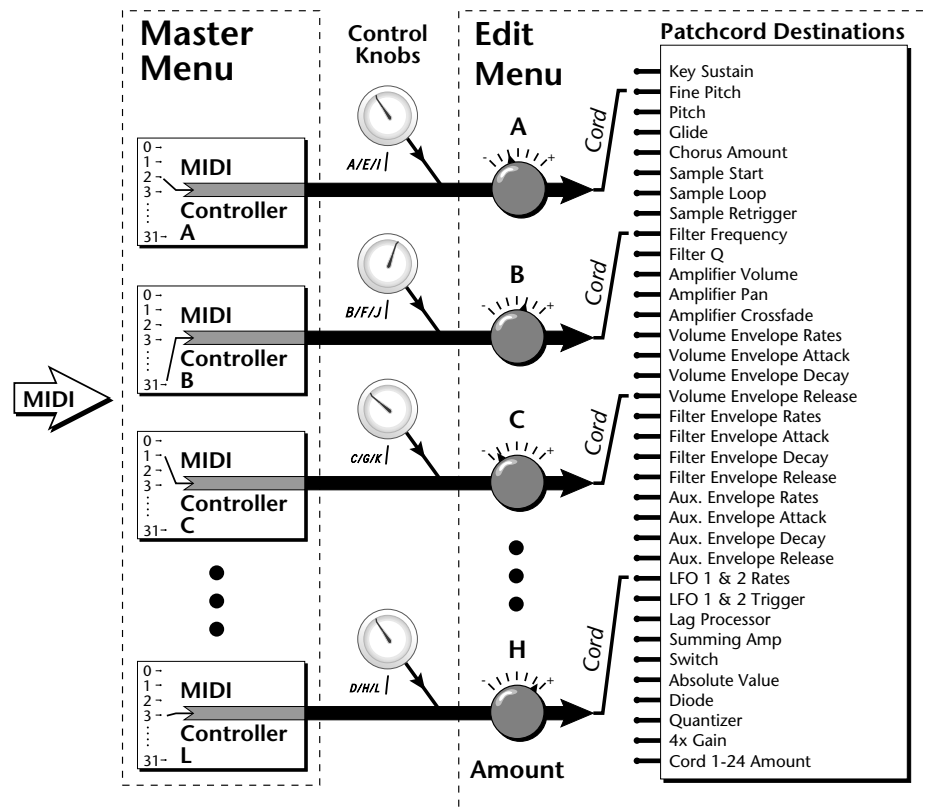 Master
Menu
Control
Knobs
Edit
Menu
Patchcord Destinations
MIDI
0
1
2
3
31
MIDI
Controller
A
A/E/I
A
Cord
0
1
2
3
31
MIDI
Controller
B
B/F/J
B
Cord
0
1
2
3
31
MIDI
Controller
C
C/G/K
C
Cord
0
1
2
3
31
MIDI
Controller
L
D/H/L
H
Cord
Amount
- +
- +
- +
- +
Key Sustain
Fine Pitch
Pitch
Glide
Chorus Amount
Sample Start
Sample Loop
Sample Retrigger
Filter Frequency
Filter Q
Amplifier Volume
Amplifier Pan
Amplifier Crossfade
Volume Envelope Rates
Volume Envelope Attack
Volume Envelope Decay
Volume Envelope Release
Filter Envelope Rates
Filter Envelope Attack
Filter Envelope Decay
Filter Envelope Release
Aux. Envelope Rates
Aux. Envelope Attack
Aux. Envelope Decay
Aux. Envelope Release
LFO 1 & 2 Rates
LFO 1 & 2 Trigger
Lag Processor
Summing Amp
Switch
Absolute Value
Diode
Quantizer
4x Gain
Cord 1-24 Amount